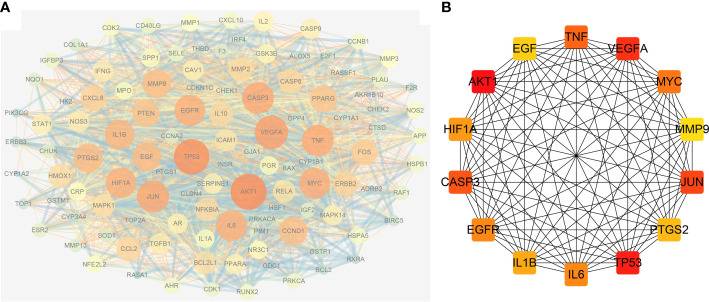 A
CDK2 CD40LG MMP1 CXCL10 IL2 CASP9
COL1A1 SPP1 SELE THBD F3 IRF4 ALOX5 E2F1 CCNB1
IGFBP3 IFNG CAV1 MMP2 GSK3B MMP3
NQO1 HK2 MPO MMP9 CDKN1C CHEK1 CASP8 RASSF1 PLAU F2R
PIK3CG CXCL8 PTEN EGFR IL10 CASP3 PPARG AKR1B10 CHEK2 NOS2
STAT1 NOS3 IL1B CCNA2 ICAM1 VEGFA DPP4 TNF CYP1A1 CTSD APP
ERBB3 CHUK PTGS2 EGF TP53 GJA1 CYP1B1 FOS HSPB1
CYP1A2 HMOX1 PTGS1 INSR PGR BAX ERBB2 ADRB2
TOP1 CRP GSTM1 HIF1A JUN CLDN4 SERPINE1 AKT1 RELA MYC RAF1
CYP3A4 MAPK1 NFKBIA HSF1 IGF2 MAPK14 BIRC5
ESR2 MMP13 SOD1 TOP2A AR IL6 PRKACA CCND1 HSPA5
NFE2L2 CCL2 TGFB1 IL1A NR3C1 PIM1 GSTP1 RXRA
RASA1 BCL2L1 PPARA ODC1 BCL2
AHR CDK1 RUNX2 PRKCA
B
TNF
EGF VEGFA
AKT1 MYC
HIF1A MMP9
CASP3 JUN
EGFR PTGS2
IL1B IL6 TP53